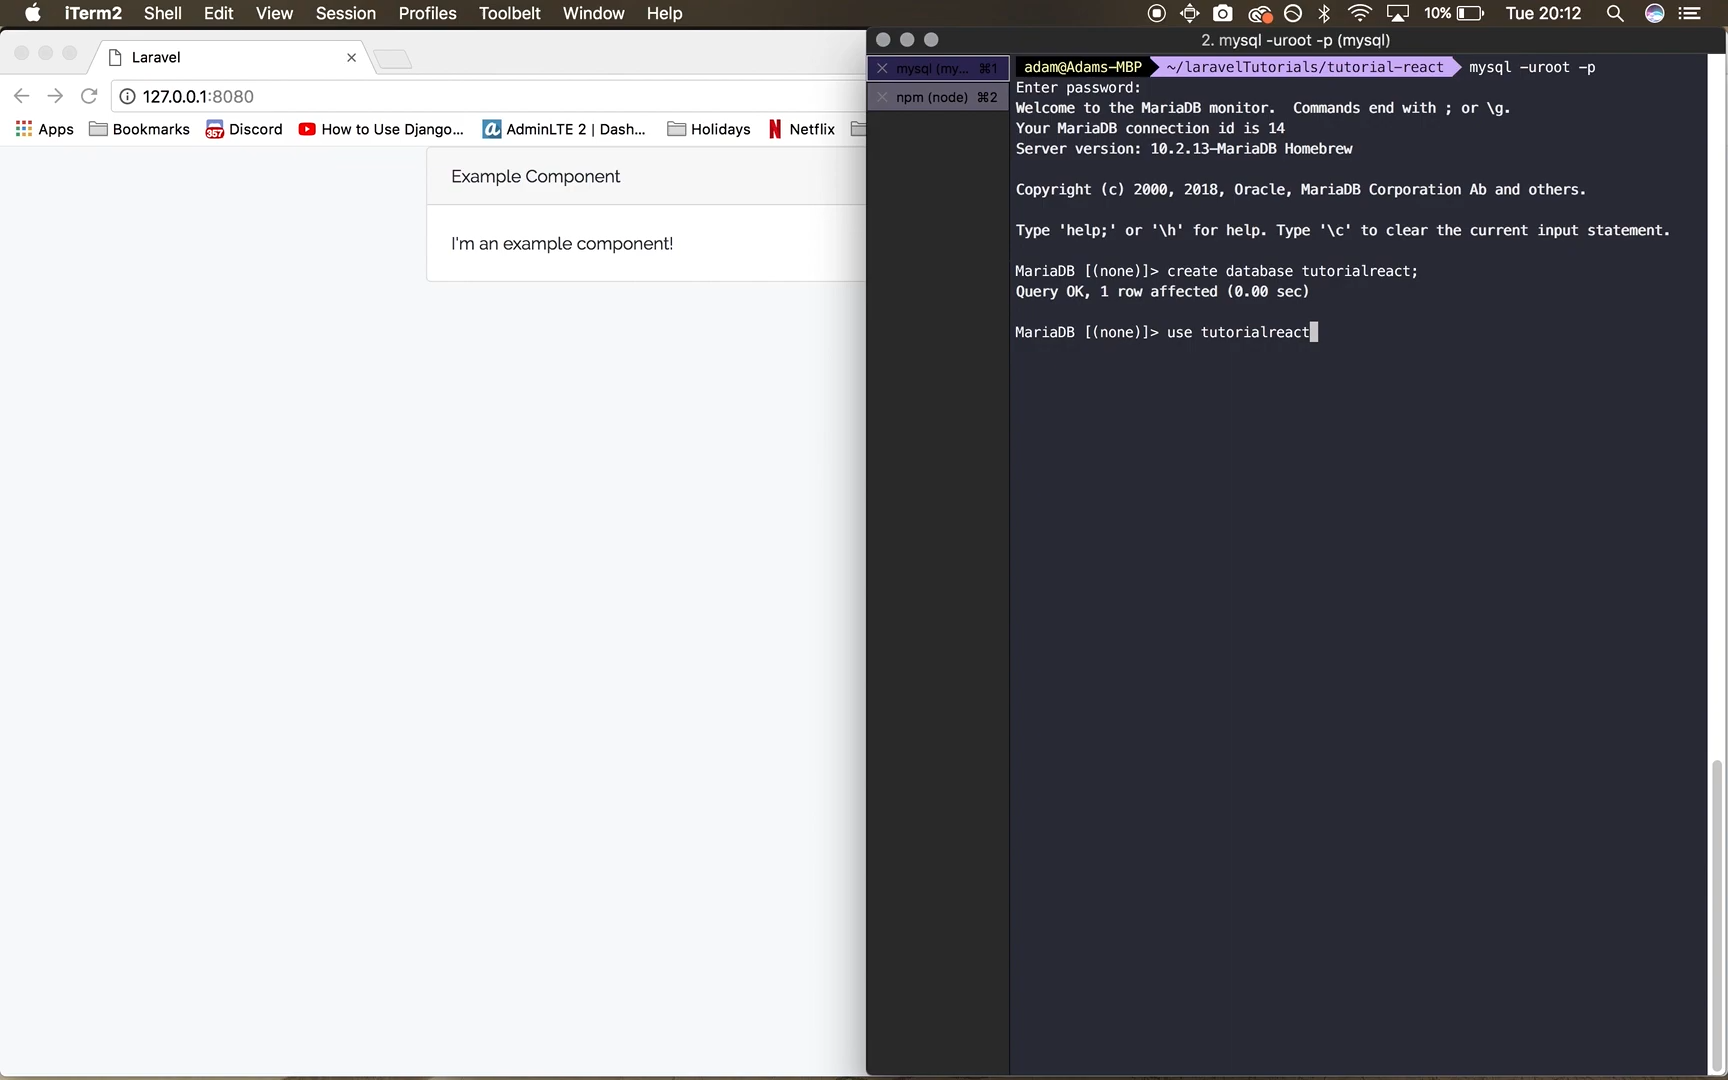 iTerm2 Shell Edit View Session Profiles Toolbelt Window Help 10% Tue 20:12
Laravel
127.0.0.1:8080
Apps Bookmarks Discord How to Use Django... AdminLTE 2 | Dash... Holidays Netflix
Example Component
I'm an example component!
2. mysql -uroot -p (mysql)
mysql (my... ⌘1
npm (node) ⌘2
adam@Adams-MBP ~/laravelTutorials/tutorial-react mysql -uroot -p
Enter password:
Welcome to the MariaDB monitor.  Commands end with ; or \g.
Your MariaDB connection id is 14
Server version: 10.2.13-MariaDB Homebrew
Copyright (c) 2000, 2018, Oracle, MariaDB Corporation Ab and others.
Type 'help;' or '\h' for help. Type '\c' to clear the current input statement.
MariaDB [(none)]> create database tutorialreact;
Query OK, 1 row affected (0.00 sec)
MariaDB [(none)]> use tutorialreact